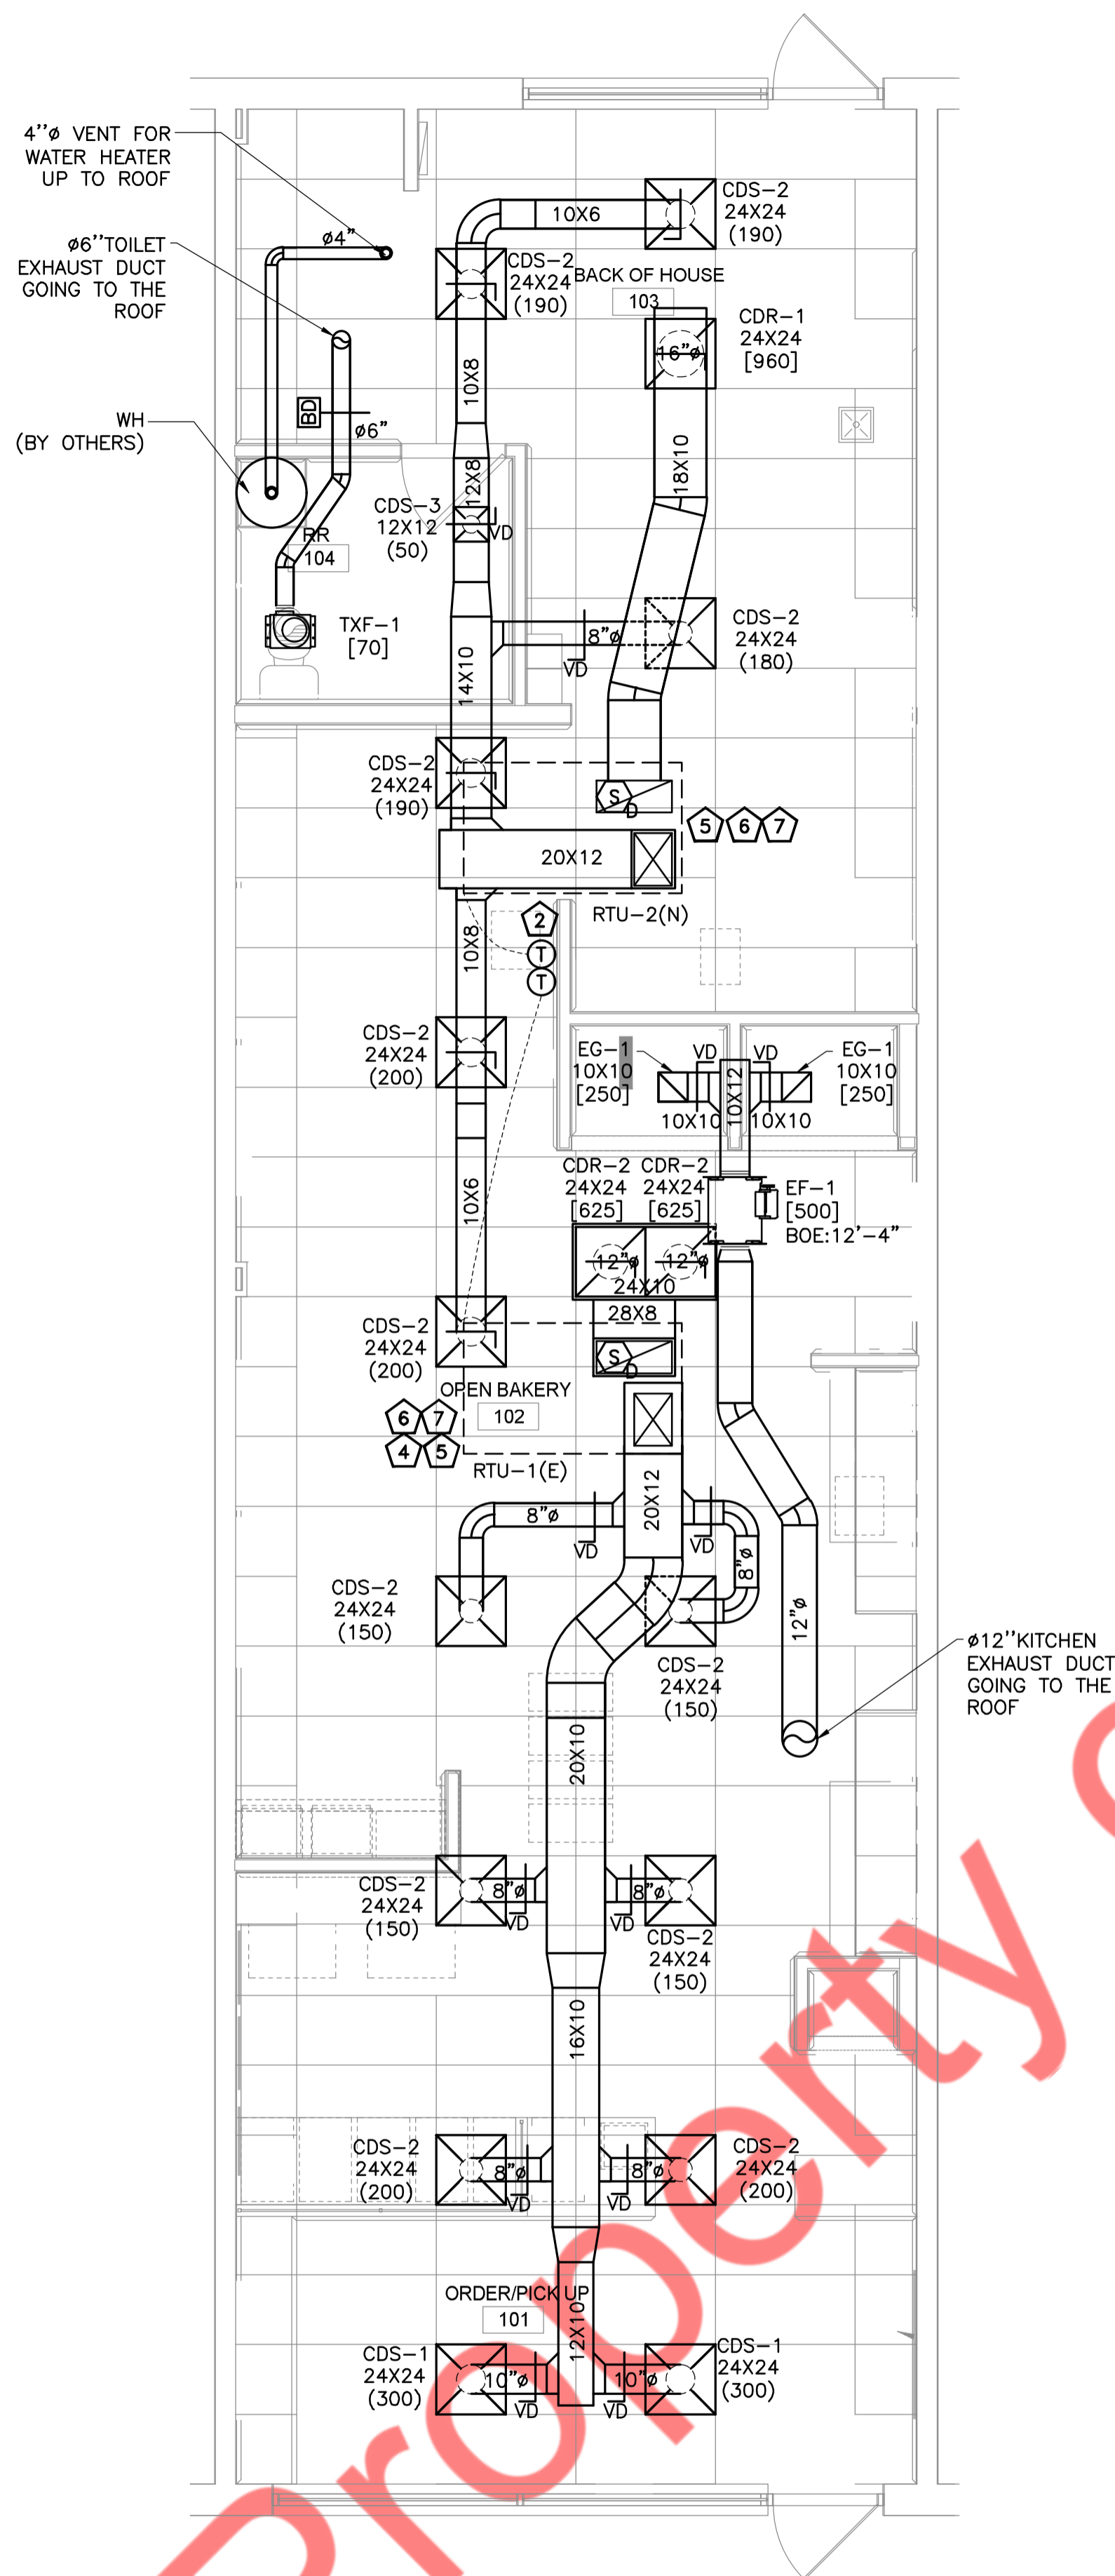 4''ø VENT FOR
WATER HEATER
UP TO ROOF
ø6''TOILET
EXHAUST DUCT
GOING TO THE
ROOF
WH
(BY OTHERS)
ø4"
BD
ø6"
RR
104
TXF-1
[70]
10X6
CDS-2
24X24
(190)
CDS-2
24X24
(190)
BACK OF HOUSE
103
CDR-1
24X24
[960]
16"ø
10X8
18X10
12X8
CDS-3
12X12
(50)
VD
8"ø
VD
CDS-2
24X24
(180)
14X10
CDS-2
24X24
(190)
S
D
5
6
7
20X12
RTU-2(N)
2
T
T
10X8
CDS-2
24X24
(200)
EG-1
10X10
[250]
VD
VD
EG-1
10X10
[250]
10X12
10X10
10X10
CDR-2
24X24
[625]
CDR-2
24X24
[625]
EF-1
[500]
BOE:12'-4"
10X6
12"ø
12"ø
24X10
28X8
CDS-2
24X24
(200)
S
D
OPEN BAKERY
102
6
7
4
5
RTU-1(E)
20X12
8"ø
VD
VD
8"ø
CDS-2
24X24
(150)
CDS-2
24X24
(150)
12"ø
ø12''KITCHEN
EXHAUST DUCT
GOING TO THE
ROOF
20X10
CDS-2
24X24
(150)
8"ø
VD
8"ø
VD
CDS-2
24X24
(150)
16X10
CDS-2
24X24
(200)
8"ø
VD
8"ø
VD
CDS-2
24X24
(200)
ORDER/PICK UP
101
12X10
CDS-1
24X24
(300)
10"ø
VD
10"ø
VD
CDS-1
24X24
(300)
Property